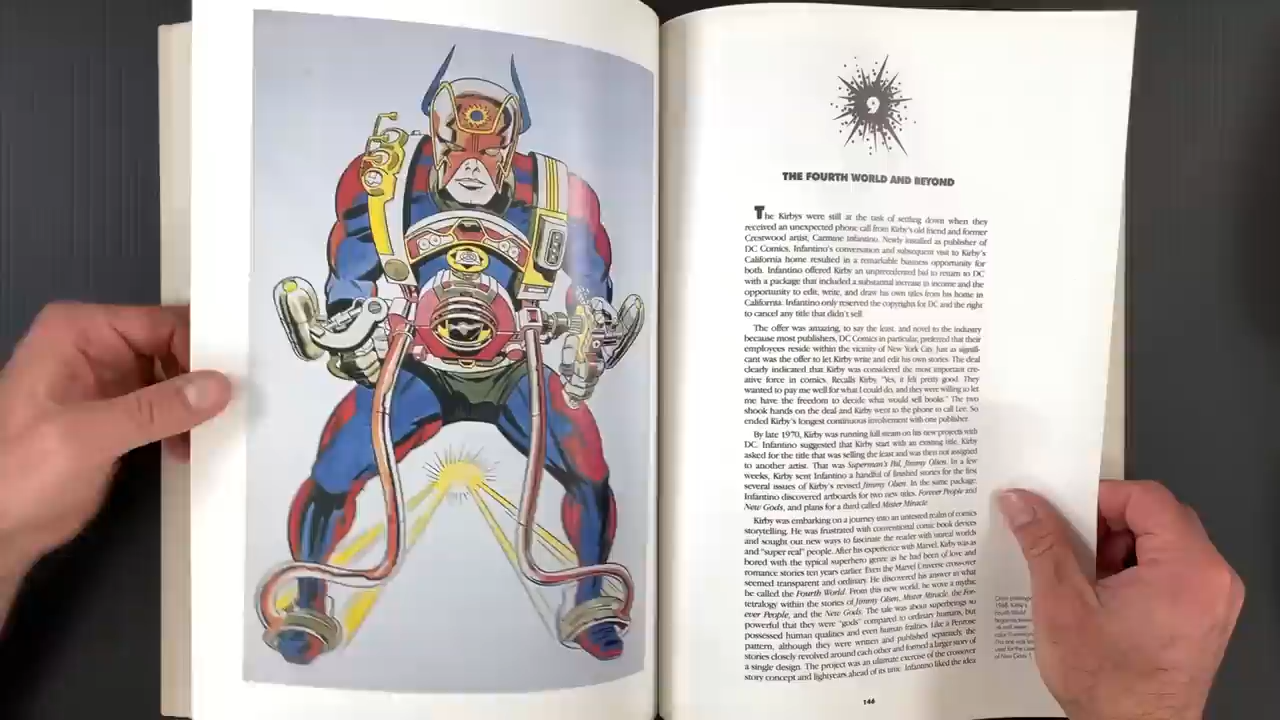 9
THE FOURTH WORLD AND BEYOND
The Kirbys were still at the task of settling down when they
received an unexpected phone call from Kirby's old friend and former
Crestwood artist, Carmine Infantino. Newly installed as publisher of
DC Comics, Infantino's conversation and subsequent visit to Kirby's
California home resulted in a remarkable business opportunity for
both. Infantino offered Kirby an unprecedented bid to return to DC
with a package that included a substantial increase in income and the
opportunity to edit, write, and draw his own titles from his home in
California. Infantino only reserved the copyrights for DC and the right
to cancel any title that didn't sell.
The offer was amazing, to say the least, and novel to the industry
because most publishers, DC Comics in particular, preferred that their
employees reside within the vicinity of New York City. Just as signifi-
cant was the offer to let Kirby write and edit his own stories. The deal
clearly indicated that Kirby was considered the most important cre-
ative force in comics. Recalls Kirby, "Yes, it felt pretty good. They
wanted to pay me well for what I could do, and they were willing to let
me have the freedom to decide what would sell books." The two
shook hands on the deal and Kirby went to the phone to call Lee. So
ended Kirby's longest continuous involvement with one publisher.
By late 1970, Kirby was running full steam on his new projects with
DC. Infantino suggested that Kirby start with an existing title. Kirby
asked for the title that was selling the least and was then not assigned
to another artist. That was Superman's Pal, Jimmy Olsen. In a few
weeks, Kirby sent Infantino a handful of finished stories for the first
several issues of Kirby's revised Jimmy Olsen. In the same package,
Infantino discovered artboards for two new titles, Forever People and
New Gods, and plans for a third called Mister Miracle.
Kirby was embarking on a journey into an untested realm of comics
storytelling. He was frustrated with conventional comic book devices
and sought out new ways to fascinate the reader with unreal worlds
and "super real" people. After his experience with Marvel, Kirby was as
bored with the typical superhero genre as he had been of love and
romance stories ten years earlier. Even the Marvel Universe crossover
seemed transparent and ordinary. He discovered his answer in what
he called the Fourth World. From this new world, he wove a mythic
tetralogy within the stories of Jimmy Olsen, Mister Miracle, the For-
ever People, and the New Gods. The tale was about superbeings so
powerful that they were "gods" compared to ordinary humans, but
possessed human qualities and even human frailties. Like a Penrose
pattern, although they were written and published separately, the
stories closely revolved around each other and formed a larger story of
a single design. The project was an ultimate exercise of the crossover
story concept and lightyears ahead of its time. Infantino liked the idea
1968, Kirby's
Fourth World
of New Gods 1
146